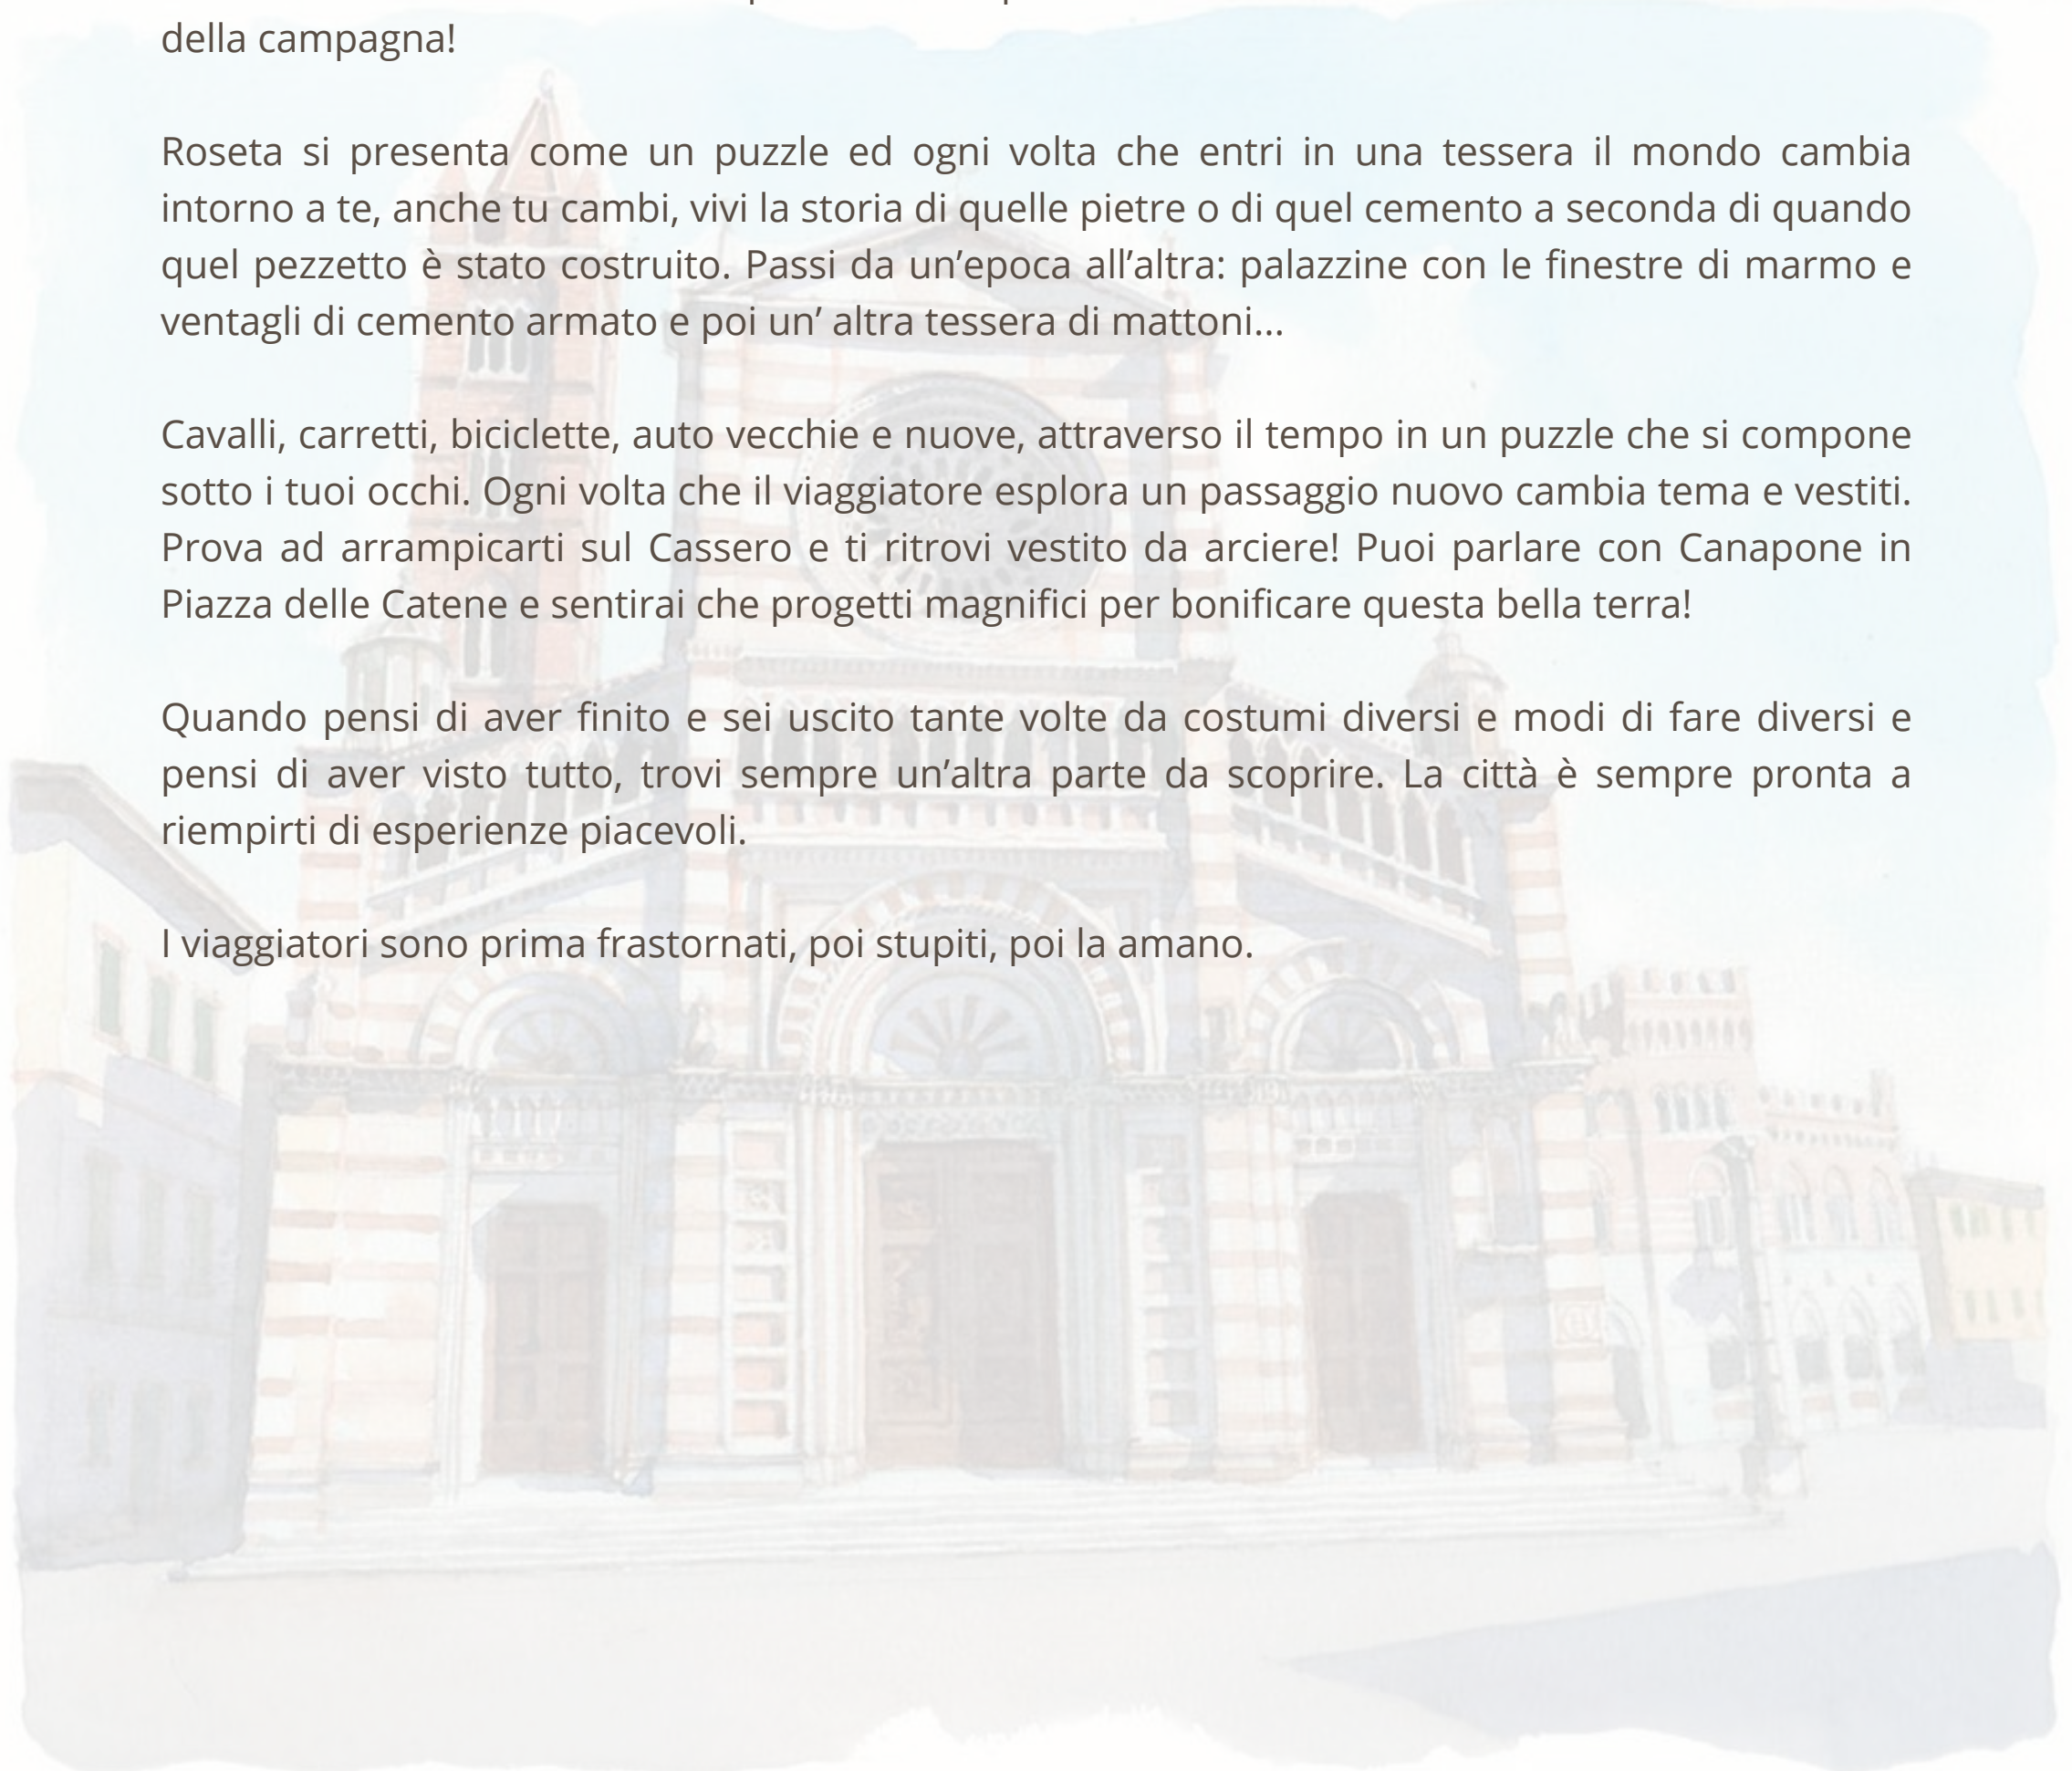 della campagna!
Roseta si presenta come un puzzle ed ogni volta che entri in una tessera il mondo cambia
intorno a te, anche tu cambi, vivi la storia di quelle pietre o di quel cemento a seconda di quando
quel pezzetto è stato costruito. Passi da un’epoca all’altra: palazzine con le finestre di marmo e
ventagli di cemento armato e poi un’ altra tessera di mattoni...
Cavalli, carretti, biciclette, auto vecchie e nuove, attraverso il tempo in un puzzle che si compone
sotto i tuoi occhi. Ogni volta che il viaggiatore esplora un passaggio nuovo cambia tema e vestiti.
Prova ad arrampicarti sul Cassero e ti ritrovi vestito da arciere! Puoi parlare con Canapone in
Piazza delle Catene e sentirai che progetti magnifici per bonificare questa bella terra!
Quando pensi di aver finito e sei uscito tante volte da costumi diversi e modi di fare diversi e
pensi di aver visto tutto, trovi sempre un’altra parte da scoprire. La città è sempre pronta a
riempirti di esperienze piacevoli.
I viaggiatori sono prima frastornati, poi stupiti, poi la amano.